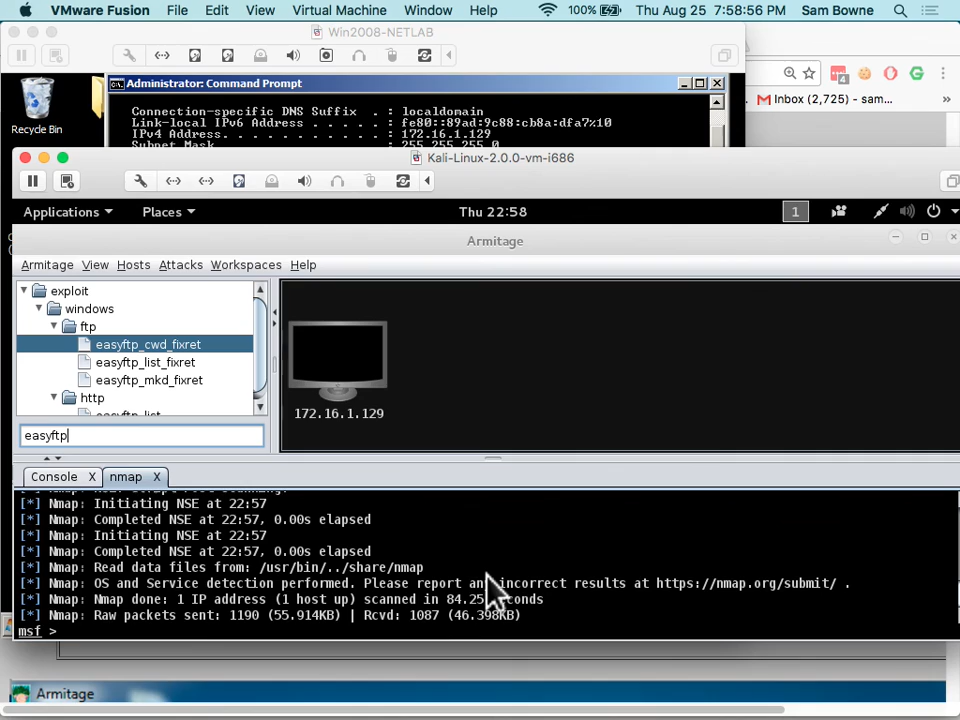 VMware Fusion File Edit View Virtual Machine Window Help 100% Thu Aug 25 7:58:56 PM Sam Bowne
Win2008-NETLAB
4
Inbox (2,725) - sam... »
Recycle Bin
Administrator: Command Prompt
Connection-specific DNS Suffix . : localdomain
Link-local IPv6 Address . . . . . : fe80::89ad:9c88:cb8a:dfa7%10
IPv4 Address. . . . . . . . . . . : 172.16.1.129
Subnet Mask . . . . . . . . . . . : 255.255.255.0
Kali-Linux-2.0.0-vm-i686
Applications Places Thu 22:58 1
Armitage
Armitage View Hosts Attacks Workspaces Help
exploit
windows
ftp
easyftp_cwd_fixret
easyftp_list_fixret
easyftp_mkd_fixret
http
easyftp_list
172.16.1.129
easyftp
Console X nmap X
[*] Nmap: Initiating NSE at 22:57
[*] Nmap: Completed NSE at 22:57, 0.00s elapsed
[*] Nmap: Initiating NSE at 22:57
[*] Nmap: Completed NSE at 22:57, 0.00s elapsed
[*] Nmap: Read data files from: /usr/bin/../share/nmap
[*] Nmap: OS and Service detection performed. Please report any incorrect results at https://nmap.org/submit/ .
[*] Nmap: Nmap done: 1 IP address (1 host up) scanned in 84.25 seconds
[*] Nmap: Raw packets sent: 1190 (55.914KB) | Rcvd: 1087 (46.398KB)
msf >
Armitage